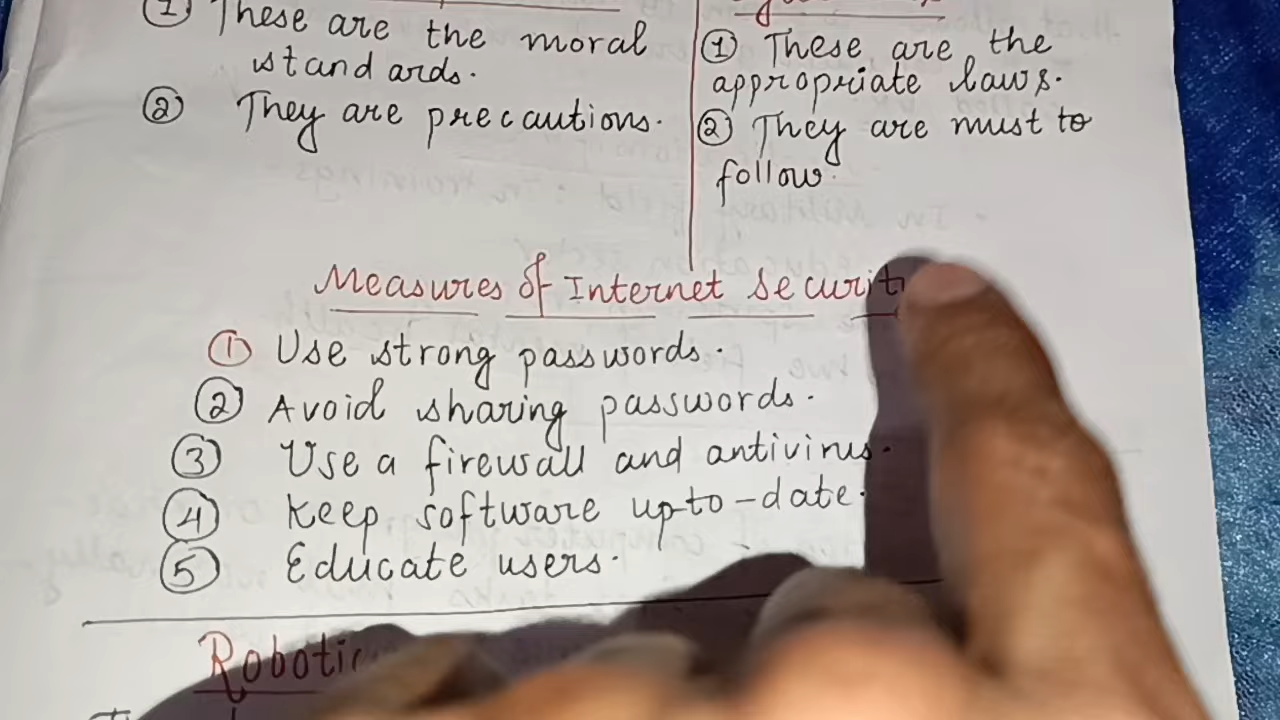 ① These are the moral
standards.
② They are precautions.
① These are the
appropriate laws.
② They are must to
follow.
Measures of Internet Securit
① Use strong passwords.
② Avoid sharing passwords.
③ Use a firewall and antivirus.
④ Keep software up-to-date.
⑤ Educate users.
Robotic